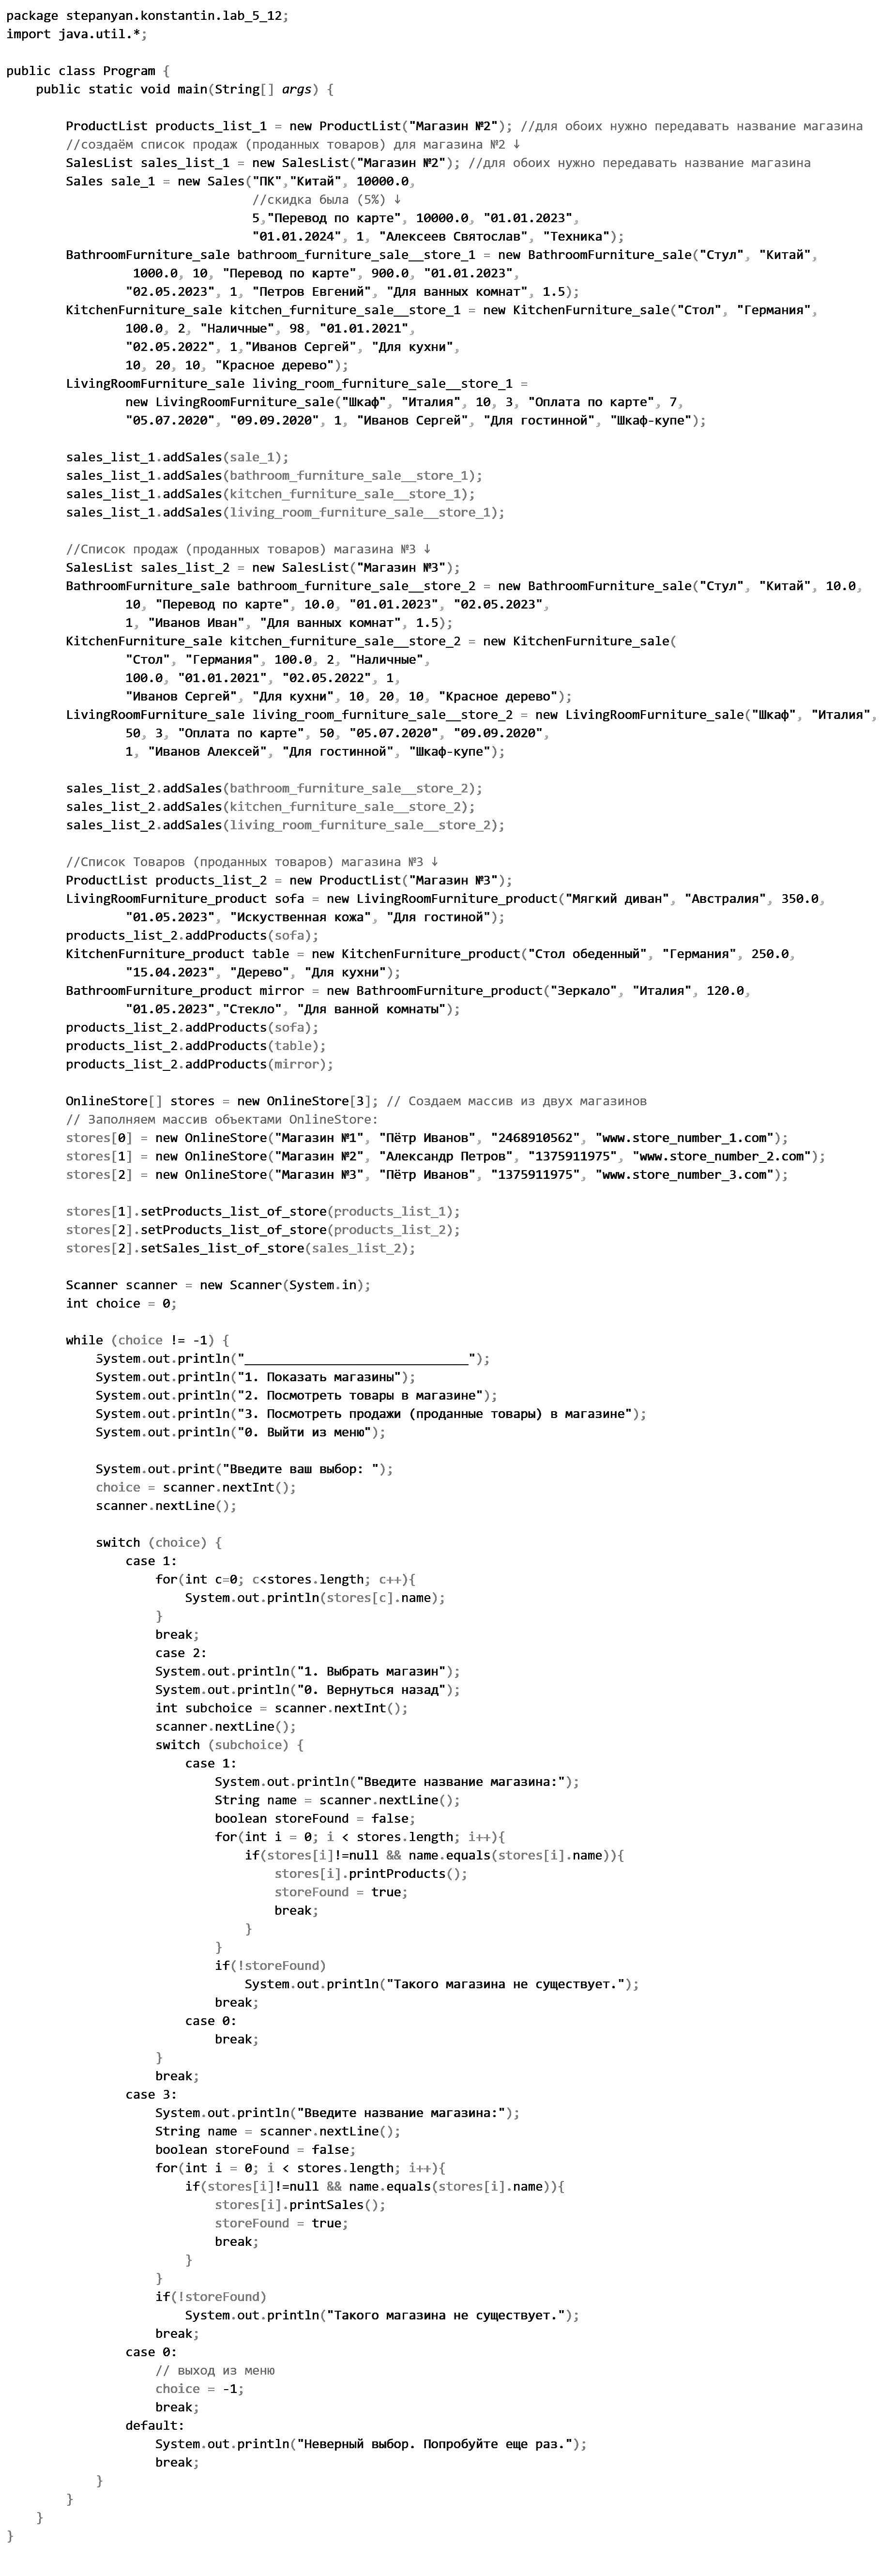 package stepanyan.konstantin.lab_5_12;
import java.util.*;

public class Program {
    public static void main(String[] args) {

        ProductList products_list_1 = new ProductList("Магазин №2"); //для обоих нужно передавать название магазина
        //создаём список продаж (проданных товаров) для магазина №2 ↓
        SalesList sales_list_1 = new SalesList("Магазин №2"); //для обоих нужно передавать название магазина
        Sales sale_1 = new Sales("ПК","Китай", 10000.0,
                                 //скидка была (5%) ↓
                                 5,"Перевод по карте", 10000.0, "01.01.2023",
                                 "01.01.2024", 1, "Алексеев Святослав", "Техника");
        BathroomFurniture_sale bathroom_furniture_sale__store_1 = new BathroomFurniture_sale("Стул", "Китай",
                 1000.0, 10, "Перевод по карте", 900.0, "01.01.2023",
                "02.05.2023", 1, "Петров Евгений", "Для ванных комнат", 1.5);
        KitchenFurniture_sale kitchen_furniture_sale__store_1 = new KitchenFurniture_sale("Стол", "Германия",
                100.0, 2, "Наличные", 98, "01.01.2021",
                "02.05.2022", 1,"Иванов Сергей", "Для кухни",
                10, 20, 10, "Красное дерево");
        LivingRoomFurniture_sale living_room_furniture_sale__store_1 =
                new LivingRoomFurniture_sale("Шкаф", "Италия", 10, 3, "Оплата по карте", 7,
                "05.07.2020", "09.09.2020", 1, "Иванов Сергей", "Для гостинной", "Шкаф-купе");

        sales_list_1.addSales(sale_1);
        sales_list_1.addSales(bathroom_furniture_sale__store_1);
        sales_list_1.addSales(kitchen_furniture_sale__store_1);
        sales_list_1.addSales(living_room_furniture_sale__store_1);

        //Список продаж (проданных товаров) магазина №3 ↓
        SalesList sales_list_2 = new SalesList("Магазин №3");
        BathroomFurniture_sale bathroom_furniture_sale__store_2 = new BathroomFurniture_sale("Стул", "Китай", 10.0,
                10, "Перевод по карте", 10.0, "01.01.2023", "02.05.2023",
                1, "Иванов Иван", "Для ванных комнат", 1.5);
        KitchenFurniture_sale kitchen_furniture_sale__store_2 = new KitchenFurniture_sale(
                "Стол", "Германия", 100.0, 2, "Наличные",
                100.0, "01.01.2021", "02.05.2022", 1,
                "Иванов Сергей", "Для кухни", 10, 20, 10, "Красное дерево");
        LivingRoomFurniture_sale living_room_furniture_sale__store_2 = new LivingRoomFurniture_sale("Шкаф", "Италия",
                50, 3, "Оплата по карте", 50, "05.07.2020", "09.09.2020",
                1, "Иванов Алексей", "Для гостинной", "Шкаф-купе");

        sales_list_2.addSales(bathroom_furniture_sale__store_2);
        sales_list_2.addSales(kitchen_furniture_sale__store_2);
        sales_list_2.addSales(living_room_furniture_sale__store_2);

        //Список Товаров (проданных товаров) магазина №3 ↓
        ProductList products_list_2 = new ProductList("Магазин №3");
        LivingRoomFurniture_product sofa = new LivingRoomFurniture_product("Мягкий диван", "Австралия", 350.0,
                "01.05.2023", "Искуственная кожа", "Для гостиной");
        products_list_2.addProducts(sofa);
        KitchenFurniture_product table = new KitchenFurniture_product("Стол обеденный", "Германия", 250.0,
                "15.04.2023", "Дерево", "Для кухни");
        BathroomFurniture_product mirror = new BathroomFurniture_product("Зеркало", "Италия", 120.0,
                "01.05.2023","Стекло", "Для ванной комнаты");
        products_list_2.addProducts(sofa);
        products_list_2.addProducts(table);
        products_list_2.addProducts(mirror);

        OnlineStore[] stores = new OnlineStore[3]; // Создаем массив из двух магазинов
        // Заполняем массив объектами OnlineStore:
        stores[0] = new OnlineStore("Магазин №1", "Пётр Иванов", "2468910562", "www.store_number_1.com");
        stores[1] = new OnlineStore("Магазин №2", "Александр Петров", "1375911975", "www.store_number_2.com");
        stores[2] = new OnlineStore("Магазин №3", "Пётр Иванов", "1375911975", "www.store_number_3.com");

        stores[1].setProducts_list_of_store(products_list_1);
        stores[2].setProducts_list_of_store(products_list_2);
        stores[2].setSales_list_of_store(sales_list_2);

        Scanner scanner = new Scanner(System.in);
        int choice = 0;

        while (choice != -1) {
            System.out.println("______________________________");
            System.out.println("1. Показать магазины");
            System.out.println("2. Посмотреть товары в магазине");
            System.out.println("3. Посмотреть продажи (проданные товары) в магазине");
            System.out.println("0. Выйти из меню");

            System.out.print("Введите ваш выбор: ");
            choice = scanner.nextInt();
            scanner.nextLine();

            switch (choice) {
                case 1:
                    for(int c=0; c<stores.length; c++){
                        System.out.println(stores[c].name);
                    }
                    break;
                    case 2:
                    System.out.println("1. Выбрать магазин");
                    System.out.println("0. Вернуться назад");
                    int subchoice = scanner.nextInt();
                    scanner.nextLine();
                    switch (subchoice) {
                        case 1:
                            System.out.println("Введите название магазина:");
                            String name = scanner.nextLine();
                            boolean storeFound = false;
                            for(int i = 0; i < stores.length; i++){
                                if(stores[i]!=null && name.equals(stores[i].name)){
                                    stores[i].printProducts();
                                    storeFound = true;
                                    break;
                                }
                            }
                            if(!storeFound)
                                System.out.println("Такого магазина не существует.");
                            break;
                        case 0:
                            break;
                    }
                    break;
                case 3:
                    System.out.println("Введите название магазина:");
                    String name = scanner.nextLine();
                    boolean storeFound = false;
                    for(int i = 0; i < stores.length; i++){
                        if(stores[i]!=null && name.equals(stores[i].name)){
                            stores[i].printSales();
                            storeFound = true;
                            break;
                        }
                    }
                    if(!storeFound)
                        System.out.println("Такого магазина не существует.");
                    break;
                case 0:
                    // выход из меню
                    choice = -1;
                    break;
                default:
                    System.out.println("Неверный выбор. Попробуйте еще раз.");
                    break;
            }
        }
    }
}